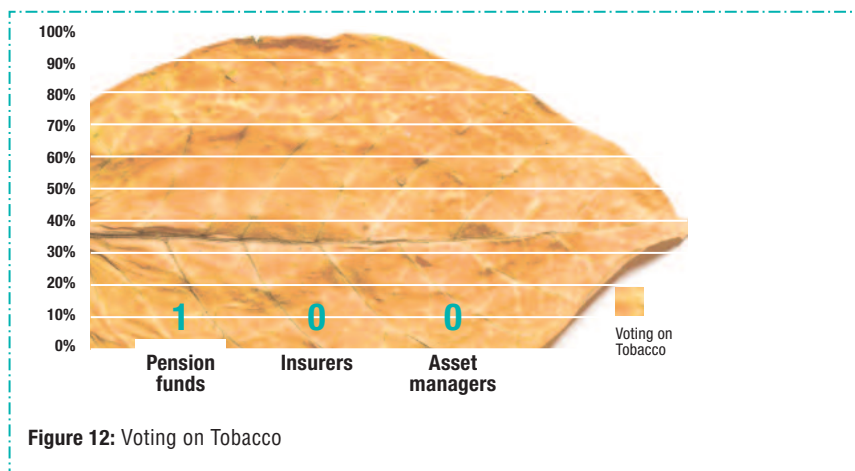 100%
90%
80%
70%
60%
50%
40%
30%
20%
10%
0%
1 0 0
Pension
funds
Insurers
Asset
managers
Voting on
Tobacco
Figure 12: Voting on Tobacco